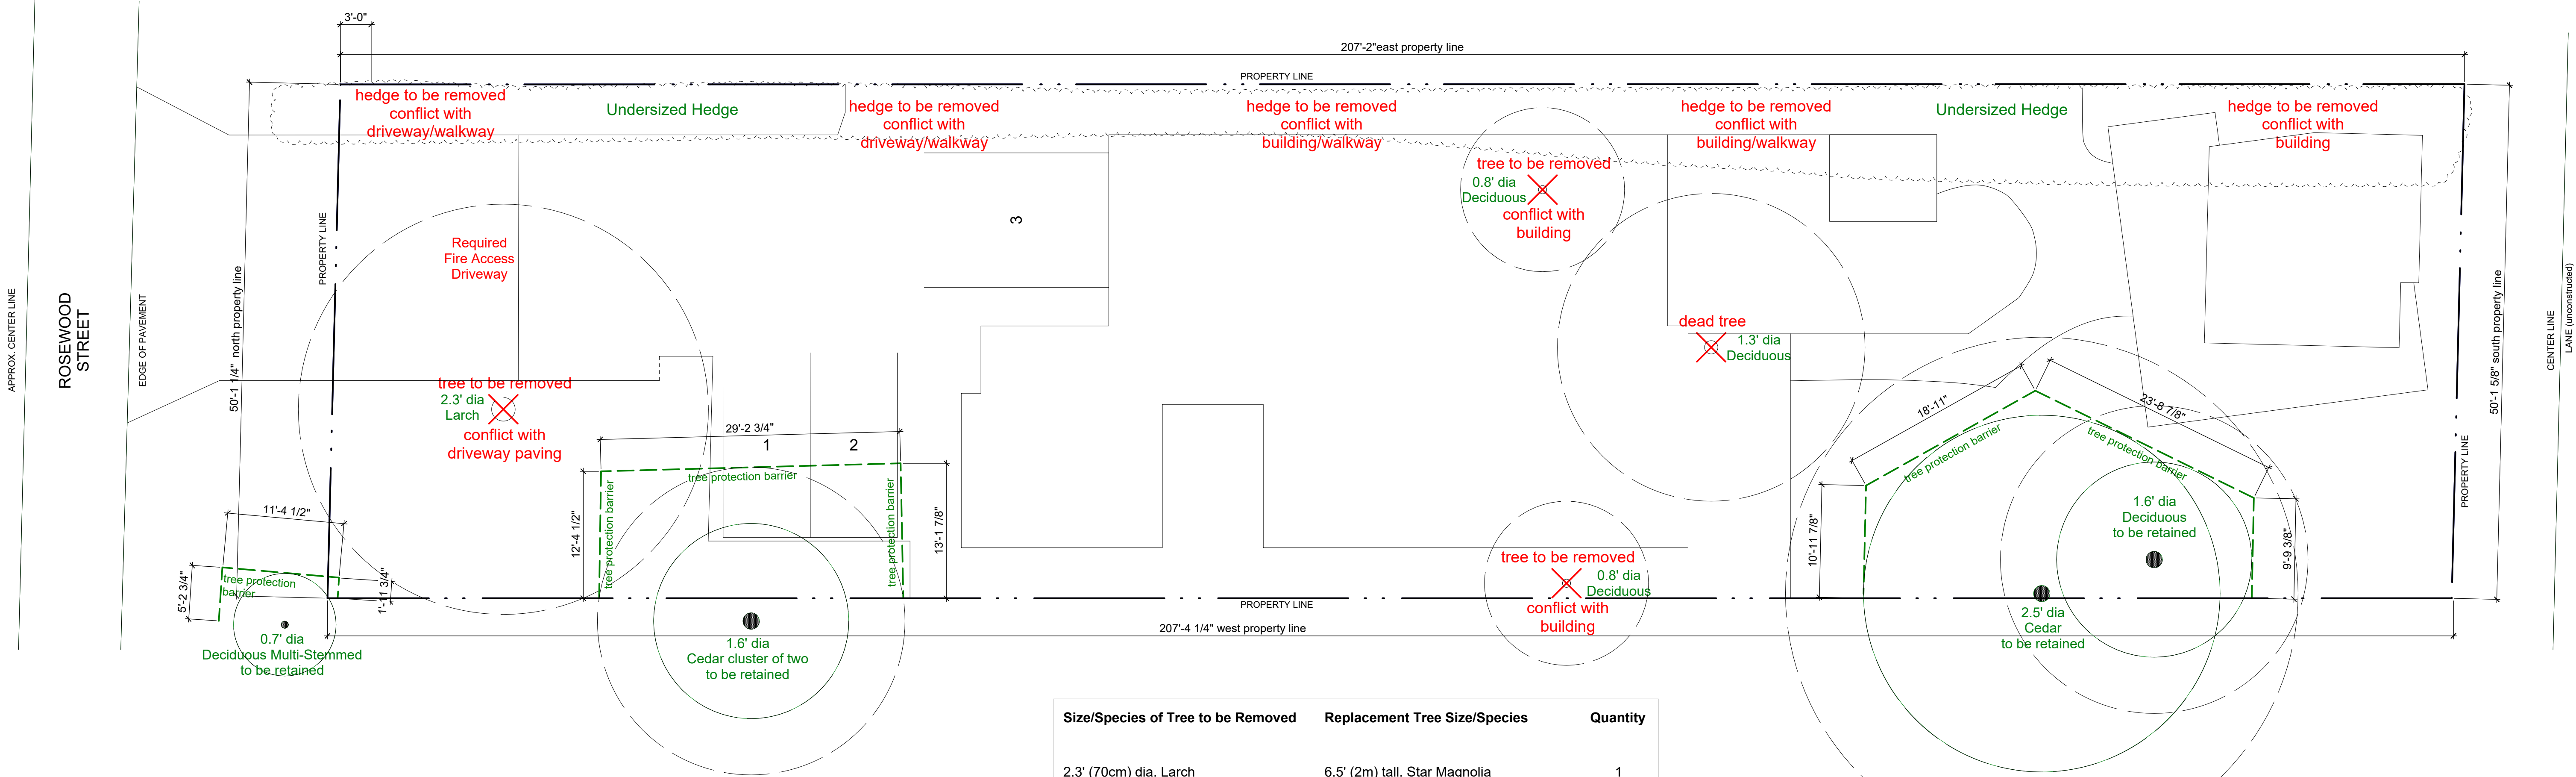 3'-0"
207'-2"east property line
PROPERTY LINE
hedge to be removed
conflict with
driveway/walkway
Undersized Hedge
hedge to be removed
conflict with
driveway/walkway
hedge to be removed
conflict with
building/walkway
hedge to be removed
conflict with
building/walkway
Undersized Hedge
hedge to be removed
conflict with
building
tree to be removed
0.8' dia
Deciduous
conflict with
building
3
PROPERTY LINE
Required
Fire Access
Driveway
APPROX. CENTER LINE
ROSEWOOD
STREET
EDGE OF PAVEMENT
50'-1 1/4" north property line
dead tree
1.3' dia
Deciduous
50'-1 5/8" south property line
CENTER LINE
LANE (unconstructed)
tree to be removed
2.3' dia
Larch
conflict with
driveway paving
29'-2 3/4"
1
2
tree protection barrier
tree protection barrier
tree protection barrier
12'-4 1/2"
13'-1 7/8"
18'-11"
23'-8 7/8"
tree protection barrier
tree protection barrier
PROPERTY LINE
10'-11 7/8"
9'-9 3/8"
1.6' dia
Deciduous
to be retained
11'-4 1/2"
tree protection
barrier
5'-2 3/4"
1'-11 3/4"
tree to be removed
0.8' dia
Deciduous
conflict with
building
PROPERTY LINE
207'-4 1/4" west property line
0.7' dia
Deciduous Multi-Stemmed
to be retained
1.6' dia
Cedar cluster of two
to be retained
2.5' dia
Cedar
to be retained
Size/Species of Tree to be Removed Replacement Tree Size/Species Quantity
2.3' (70cm) dia. Larch 6.5' (2m) tall. Star Magnolia 1